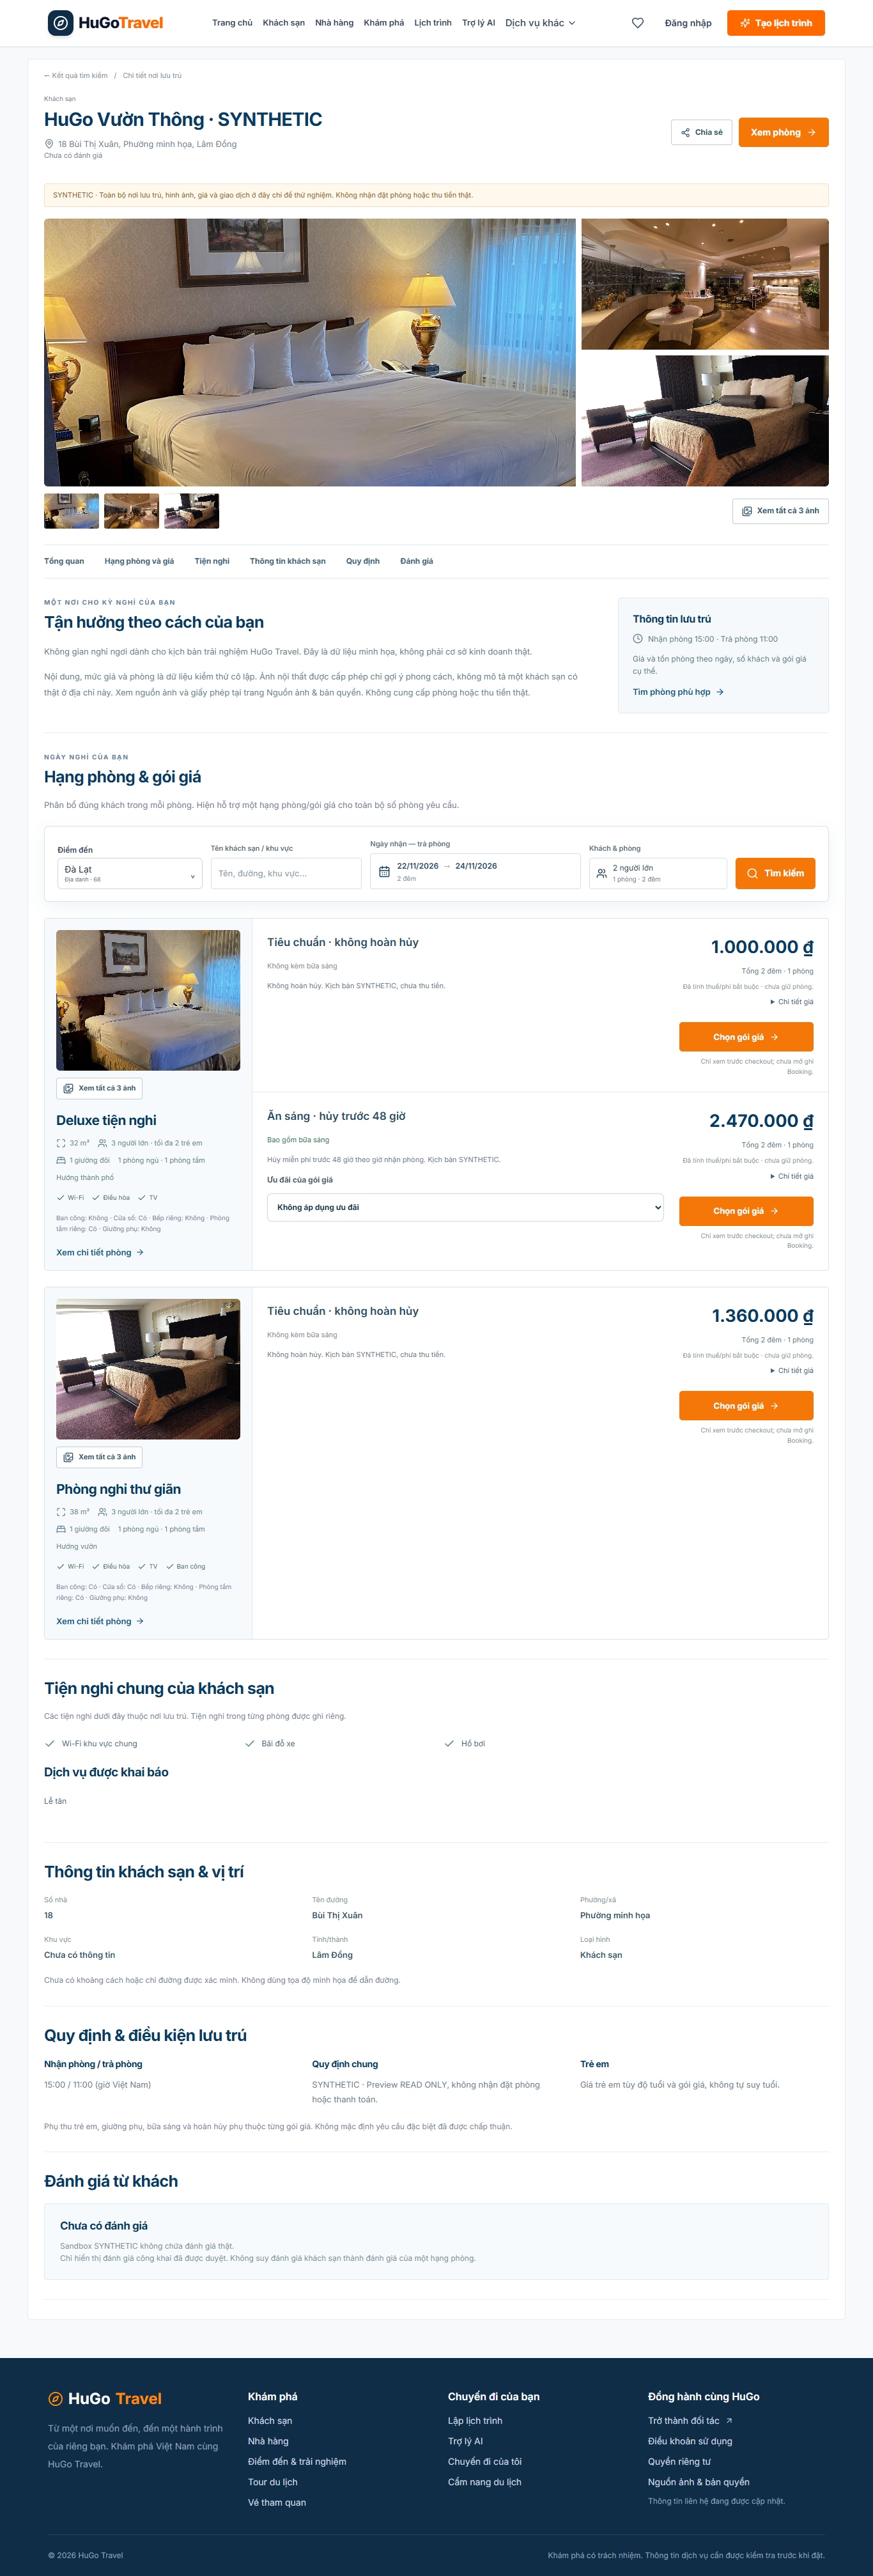 HuGoTravel
Trang chủ Khách sạn Nhà hàng Khám phá Lịch trình Trợ lý AI Dịch vụ khác
Đăng nhập
Tạo lịch trình
← Kết quả tìm kiếm / Chi tiết nơi lưu trú
Khách sạn
HuGo Vườn Thông · SYNTHETIC
18 Bùi Thị Xuân, Phường minh họa, Lâm Đồng
Chưa có đánh giá
Chia sẻ
Xem phòng →
SYNTHETIC · Toàn bộ nơi lưu trú, hình ảnh, giá và giao dịch ở đây chỉ để thử nghiệm. Không nhận đặt phòng hoặc thu tiền thật.
Xem tất cả 3 ảnh
Tổng quan Hạng phòng và giá Tiện nghi Thông tin khách sạn Quy định Đánh giá
MỘT NƠI CHO KỲ NGHỈ CỦA BẠN
Tận hưởng theo cách của bạn
Không gian nghỉ ngơi dành cho kịch bản trải nghiệm HuGo Travel. Đây là dữ liệu minh họa, không phải cơ sở kinh doanh thật.
Nội dung, mức giá và phòng là dữ liệu kiểm thử cô lập. Ảnh nội thất được cấp phép chỉ gợi ý phong cách, không mô tả một khách sạn có
thật ở địa chỉ này. Xem nguồn ảnh và giấy phép tại trang Nguồn ảnh & bản quyền. Không cung cấp phòng hoặc thu tiền thật.
Thông tin lưu trú
Nhận phòng 15:00 · Trả phòng 11:00
Giá và tồn phòng theo ngày, số khách và gói giá
cụ thể.
Tìm phòng phù hợp →
NGÀY NGHỈ CỦA BẠN
Hạng phòng & gói giá
Phân bổ đúng khách trong mỗi phòng. Hiện hỗ trợ một hạng phòng/gói giá cho toàn bộ số phòng yêu cầu.
Điểm đến
Đà Lạt
Địa danh · 68
Tên khách sạn / khu vực
Tên, đường, khu vực...
Ngày nhận — trả phòng
22/11/2026 → 24/11/2026
2 đêm
Khách & phòng
2 người lớn
1 phòng · 2 đêm
Tìm kiếm
Xem tất cả 3 ảnh
Deluxe tiện nghi
32 m² 3 người lớn · tối đa 2 trẻ em
1 giường đôi 1 phòng ngủ · 1 phòng tắm
Hướng thành phố
Wi-Fi Điều hòa TV
Ban công: Không · Cửa sổ: Có · Bếp riêng: Không · Phòng
tắm riêng: Có · Giường phụ: Không
Xem chi tiết phòng →
Tiêu chuẩn · không hoàn hủy
Không kèm bữa sáng
Không hoàn hủy. Kịch bản SYNTHETIC, chưa thu tiền.
1.000.000 ₫
Tổng 2 đêm · 1 phòng
Đã tính thuế/phí bắt buộc · chưa giữ phòng.
▶ Chi tiết giá
Chọn gói giá →
Chỉ xem trước checkout; chưa mở ghi
Booking.
Ăn sáng · hủy trước 48 giờ
Bao gồm bữa sáng
Hủy miễn phí trước 48 giờ theo giờ nhận phòng. Kịch bản SYNTHETIC.
Ưu đãi của gói giá
Không áp dụng ưu đãi
2.470.000 ₫
Tổng 2 đêm · 1 phòng
Đã tính thuế/phí bắt buộc · chưa giữ phòng.
▶ Chi tiết giá
Chọn gói giá →
Chỉ xem trước checkout; chưa mở ghi
Booking.
Xem tất cả 3 ảnh
Phòng nghỉ thư giãn
38 m² 3 người lớn · tối đa 2 trẻ em
1 giường đôi 1 phòng ngủ · 1 phòng tắm
Hướng vườn
Wi-Fi Điều hòa TV Ban công
Ban công: Có · Cửa sổ: Có · Bếp riêng: Không · Phòng tắm
riêng: Có · Giường phụ: Không
Xem chi tiết phòng →
Tiêu chuẩn · không hoàn hủy
Không kèm bữa sáng
Không hoàn hủy. Kịch bản SYNTHETIC, chưa thu tiền.
1.360.000 ₫
Tổng 2 đêm · 1 phòng
Đã tính thuế/phí bắt buộc · chưa giữ phòng.
▶ Chi tiết giá
Chọn gói giá →
Chỉ xem trước checkout; chưa mở ghi
Booking.
Tiện nghi chung của khách sạn
Các tiện nghi dưới đây thuộc nơi lưu trú. Tiện nghi trong từng phòng được ghi riêng.
Wi-Fi khu vực chung Bãi đỗ xe Hồ bơi
Dịch vụ được khai báo
Lễ tân
Thông tin khách sạn & vị trí
Số nhà Tên đường Phường/xã
18 Bùi Thị Xuân Phường minh họa
Khu vực Tỉnh/thành Loại hình
Chưa có thông tin Lâm Đồng Khách sạn
Chưa có khoảng cách hoặc chỉ đường được xác minh. Không dùng tọa độ minh họa để dẫn đường.
Quy định & điều kiện lưu trú
Nhận phòng / trả phòng
15:00 / 11:00 (giờ Việt Nam)
Quy định chung
SYNTHETIC · Preview READ ONLY, không nhận đặt phòng
hoặc thanh toán.
Trẻ em
Giá trẻ em tùy độ tuổi và gói giá, không tự suy tuổi.
Phụ thu trẻ em, giường phụ, bữa sáng và hoàn hủy phụ thuộc từng gói giá. Không mặc định yêu cầu đặc biệt đã được chấp thuận.
Đánh giá từ khách
Chưa có đánh giá
Sandbox SYNTHETIC không chứa đánh giá thật.
Chỉ hiển thị đánh giá công khai đã được duyệt. Không suy đánh giá khách sạn thành đánh giá của một hạng phòng.
HuGo Travel
Từ một nơi muốn đến, đến một hành trình
của riêng bạn. Khám phá Việt Nam cùng
HuGo Travel.
Khám phá
Khách sạn
Nhà hàng
Điểm đến & trải nghiệm
Tour du lịch
Vé tham quan
Chuyến đi của bạn
Lập lịch trình
Trợ lý AI
Chuyến đi của tôi
Cẩm nang du lịch
Đồng hành cùng HuGo
Trở thành đối tác ↗
Điều khoản sử dụng
Quyền riêng tư
Nguồn ảnh & bản quyền
Thông tin liên hệ đang được cập nhật.
© 2026 HuGo Travel
Khám phá có trách nhiệm. Thông tin dịch vụ cần được kiểm tra trước khi đặt.